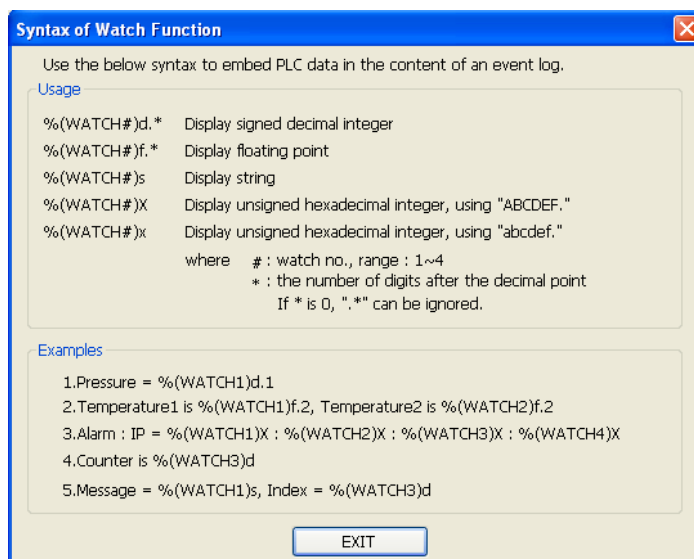 Syntax of Watch Function
Use the below syntax to embed PLC data in the content of an event log.
Usage
%(WATCH#)d.* Display signed decimal integer
%(WATCH#)f.* Display floating point
%(WATCH#)s Display string
%(WATCH#)X Display unsigned hexadecimal integer, using "ABCDEF."
%(WATCH#)x Display unsigned hexadecimal integer, using "abcdef."
where # : watch no., range : 1~4
* : the number of digits after the decimal point
If * is 0, ".*" can be ignored.
Examples
1.Pressure = %(WATCH1)d.1
2.Temperature1 is %(WATCH1)f.2, Temperature2 is %(WATCH2)f.2
3.Alarm : IP = %(WATCH1)X : %(WATCH2)X : %(WATCH3)X : %(WATCH4)X
4.Counter is %(WATCH3)d
5.Message = %(WATCH1)s, Index = %(WATCH3)d
EXIT